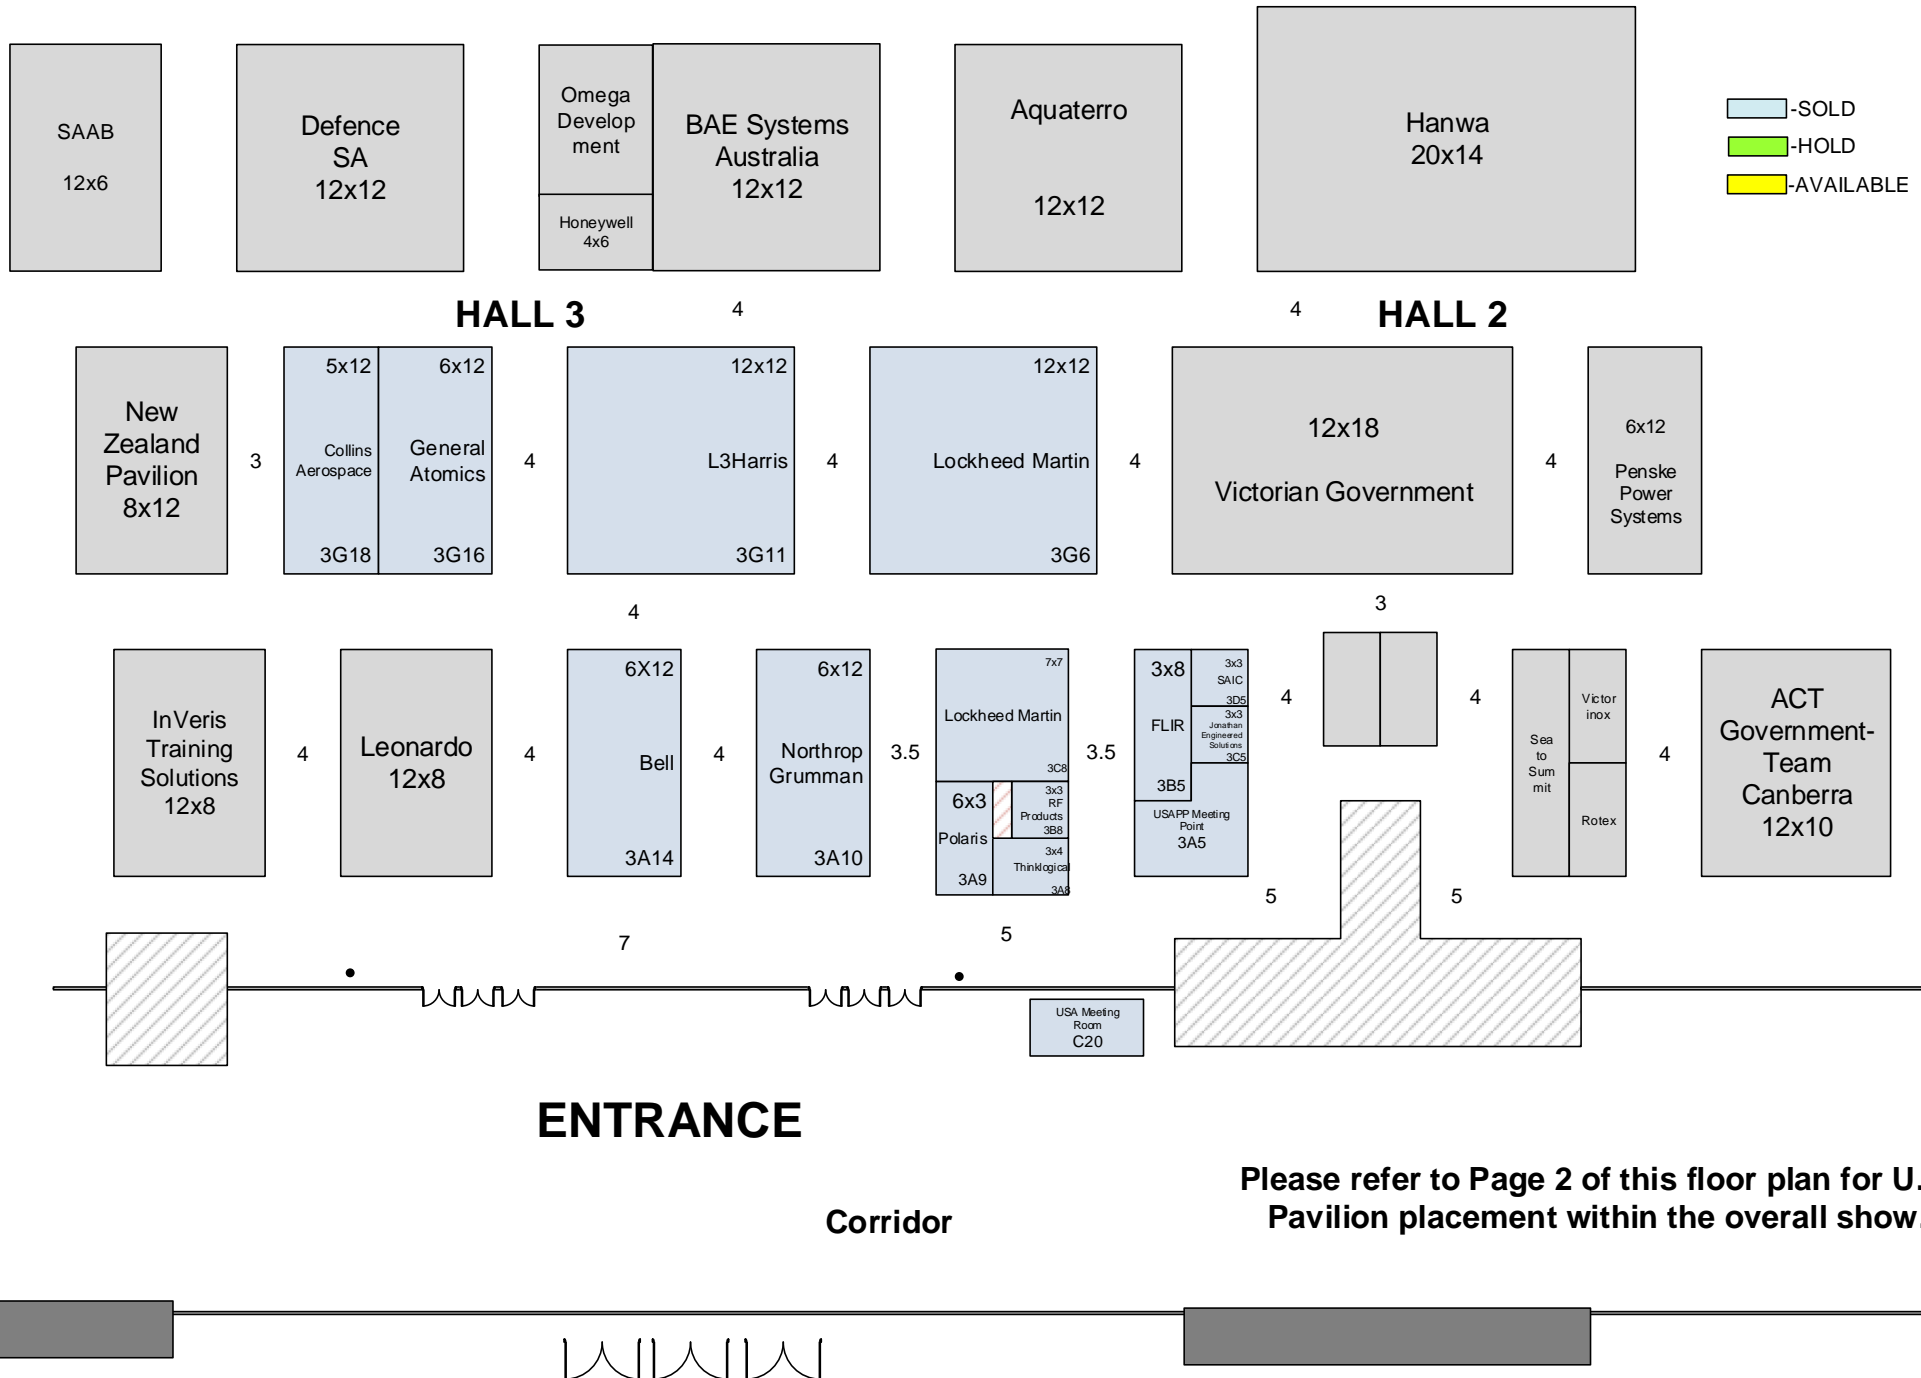 SAAB
12x6
Defence
SA
12x12
Omega
Develop
ment
Honeywell
4x6
BAE Systems
Australia
12x12
Aquaterro
12x12
Hanwa
20x14
-SOLD
-HOLD
-AVAILABLE
HALL 3
4
4
HALL 2
New
Zealand
Pavilion
8x12
3
5x12
Collins
Aerospace
3G18
6x12
General
Atomics
3G16
4
12x12
L3Harris
3G11
4
12x12
Lockheed Martin
3G6
4
12x18
Victorian Government
4
6x12
Penske
Power
Systems
4
3
InVeris
Training
Solutions
12x8
4
Leonardo
12x8
4
6X12
Bell
3A14
4
6x12
Northrop
Grumman
3A10
3.5
7x7
Lockheed Martin
3C8
6x3
Polaris
3A9
3x3
RF
Products
3B8
3x4
Thinklogical
3A8
3.5
3x8
FLIR
3B5
3x3
SAIC
3D5
3x3
Jonathan
Engineered
Solutions
3C5
USAPP Meeting
Point
3A5
4
4
Sea
to
Sum
mit
Victor
inox
Rotex
4
ACT
Government-
Team
Canberra
12x10
7
5
5
5
USA Meeting
Room
C20
ENTRANCE
Please refer to Page 2 of this floor plan for U.
Pavilion placement within the overall show.
Corridor